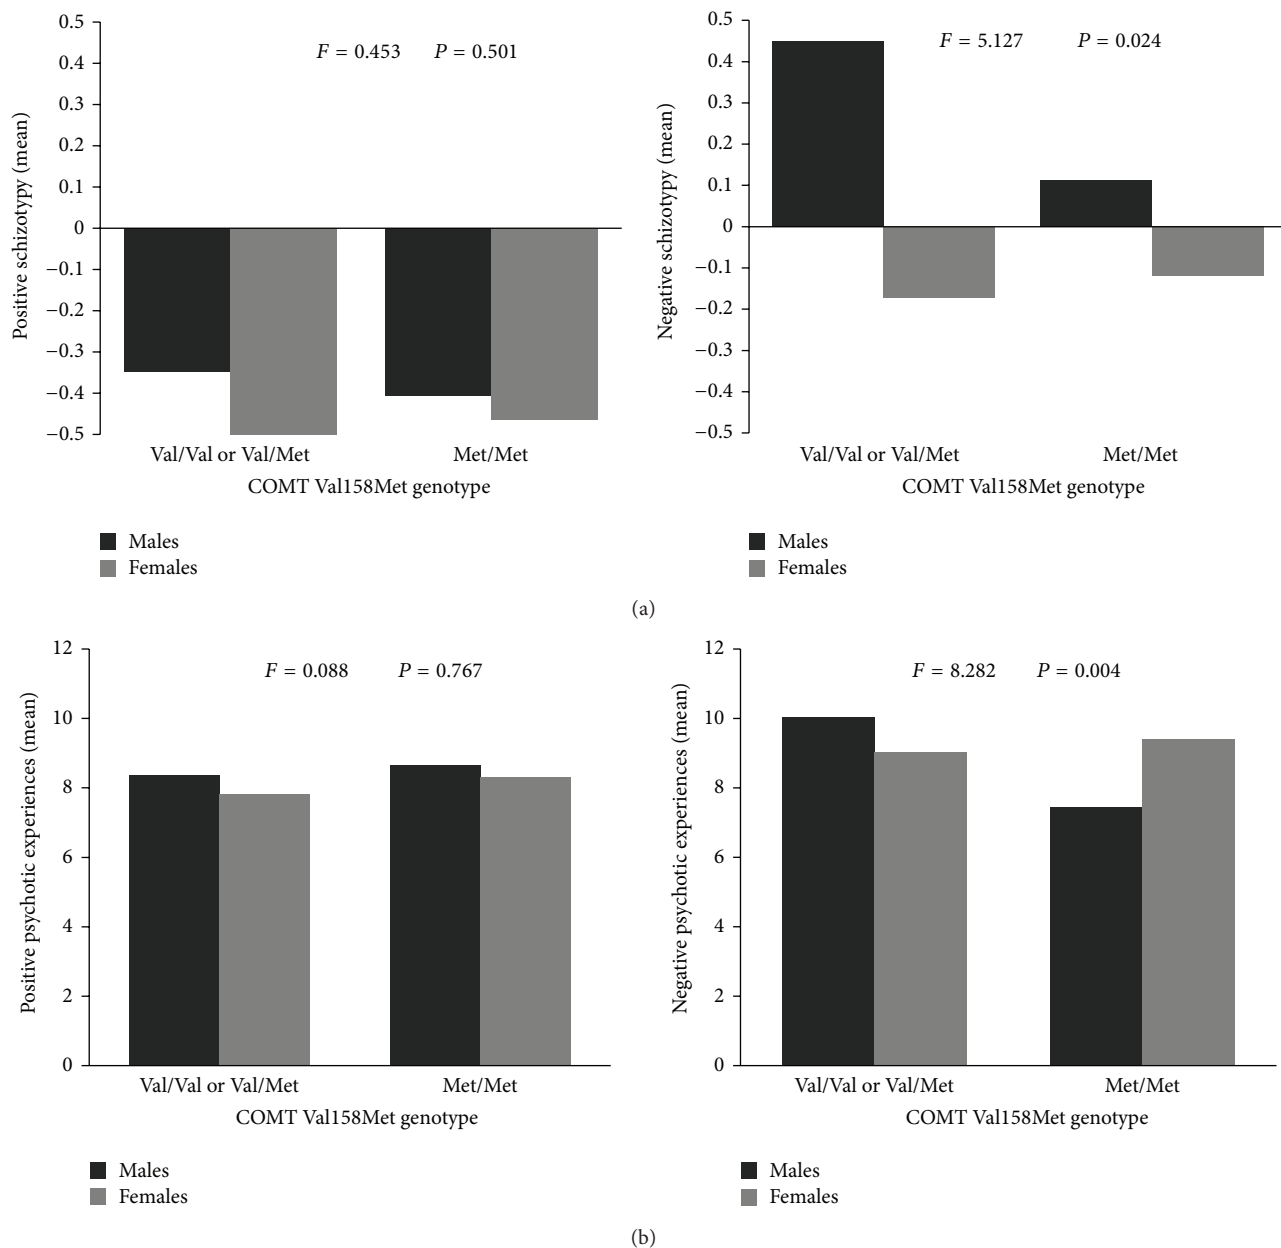 F = 0.453 P = 0.501
0.5
0.4
0.3
0.2
0.1
0
−0.1
−0.2
−0.3
−0.4
−0.5
Positive schizotypy (mean)
Val/Val or Val/Met Met/Met
COMT Val158Met genotype
Males
Females
F = 5.127 P = 0.024
0.5
0.4
0.3
0.2
0.1
0
−0.1
−0.2
−0.3
−0.4
−0.5
Negative schizotypy (mean)
Val/Val or Val/Met Met/Met
COMT Val158Met genotype
Males
Females
(a)
F = 0.088 P = 0.767
12
10
8
6
4
2
0
Positive psychotic experiences (mean)
Val/Val or Val/Met Met/Met
COMT Val158Met genotype
Males
Females
F = 8.282 P = 0.004
12
10
8
6
4
2
0
Negative psychotic experiences (mean)
Val/Val or Val/Met Met/Met
COMT Val158Met genotype
Males
Females
(b)